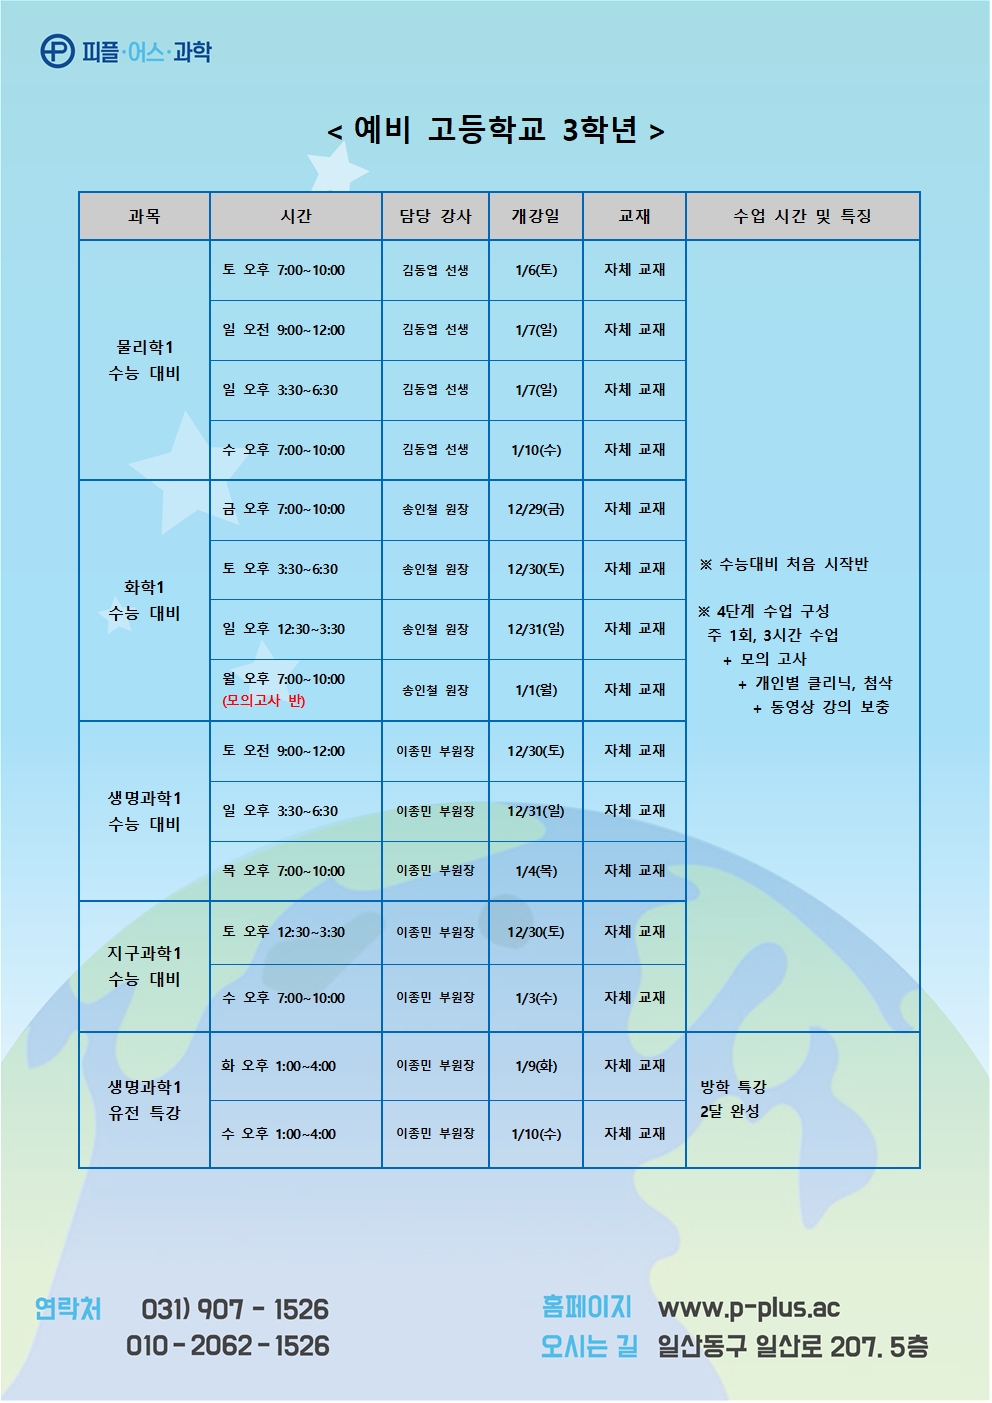 피플·어스·과학
< 예비 고등학교 3학년 >
과목 시간 담당 강사 개강일 교재 수업 시간 및 특징
물리학1
수능 대비
토 오후 7:00~10:00 김동엽 선생 1/6(토) 자체 교재
일 오전 9:00~12:00 김동엽 선생 1/7(일) 자체 교재
일 오후 3:30~6:30 김동엽 선생 1/7(일) 자체 교재
수 오후 7:00~10:00 김동엽 선생 1/10(수) 자체 교재
화학1
수능 대비
금 오후 7:00~10:00 송인철 원장 12/29(금) 자체 교재
토 오후 3:30~6:30 송인철 원장 12/30(토) 자체 교재
일 오후 12:30~3:30 송인철 원장 12/31(일) 자체 교재
월 오후 7:00~10:00 송인철 원장 1/1(월) 자체 교재
(모의고사 반)
생명과학1
수능 대비
토 오전 9:00~12:00 이종민 부원장 12/30(토) 자체 교재
일 오후 3:30~6:30 이종민 부원장 12/31(일) 자체 교재
목 오후 7:00~10:00 이종민 부원장 1/4(목) 자체 교재
지구과학1
수능 대비
토 오후 12:30~3:30 이종민 부원장 12/30(토) 자체 교재
수 오후 7:00~10:00 이종민 부원장 1/3(수) 자체 교재
※ 수능대비 처음 시작반
※ 4단계 수업 구성
주 1회, 3시간 수업
+ 모의 고사
+ 개인별 클리닉, 첨삭
+ 동영상 강의 보충
생명과학1
유전 특강
화 오후 1:00~4:00 이종민 부원장 1/9(화) 자체 교재
수 오후 1:00~4:00 이종민 부원장 1/10(수) 자체 교재
방학 특강
2달 완성
연락처 031) 907 - 1526
010 - 2062 - 1526
홈페이지 www.p-plus.ac
오시는 길 일산동구 일산로 207. 5층